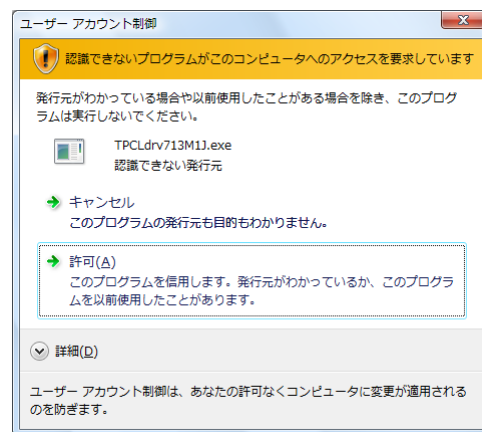 ユーザー アカウント制御
認識できないプログラムがこのコンピュータへのアクセスを要求しています
発行元がわかっている場合や以前使用したことがある場合を除き、このプログ
ラムは実行しないでください。
TPCLdrv713M1J.exe
認識できない発行元
キャンセル
このプログラムの発行元も目的もわかりません。
許可(A)
このプログラムを信用します。発行元がわかっているか、このプログラ
ムを以前使用したことがあります。
詳細(D)
ユーザー アカウント制御は、あなたの許可なくコンピュータに変更が適用される
のを防ぎます。